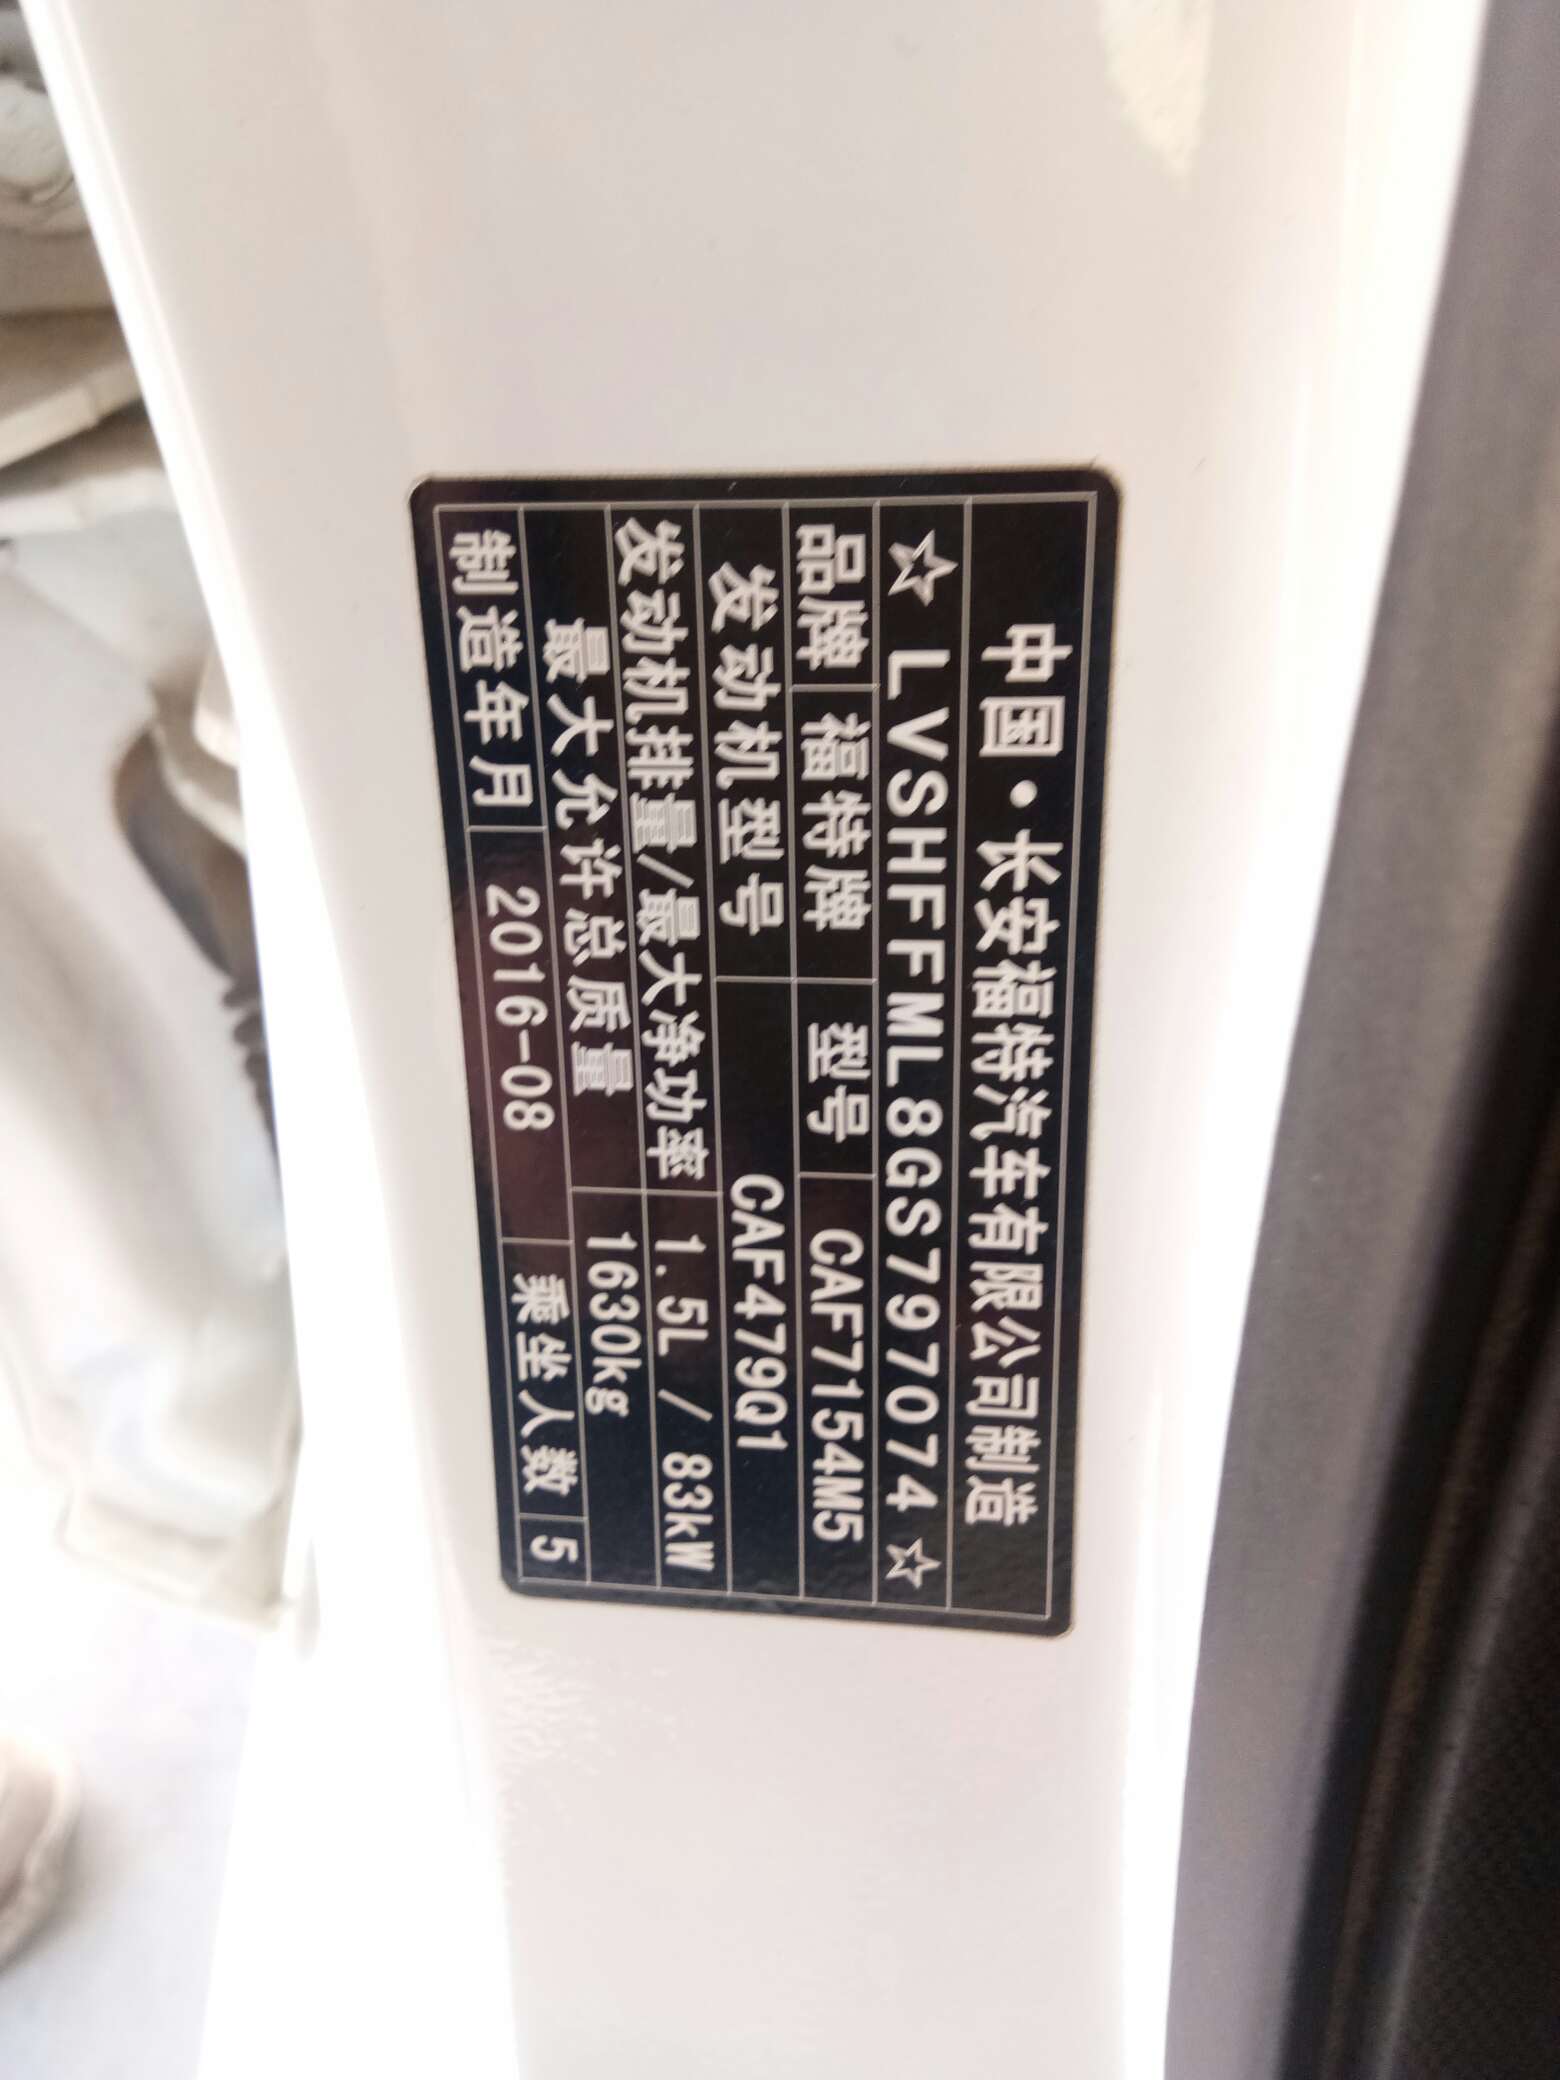 中国·长安福特汽车有限公司制造
☆LVSHFFML8GS797074☆
品牌 福特牌 型号 CAF7154M5
发动机型号 CAF479Q1
发动机排量/最大净功率 1.5L / 83kW
最大允许总质量 1630kg
制造年月 2016-08 乘坐人数 5